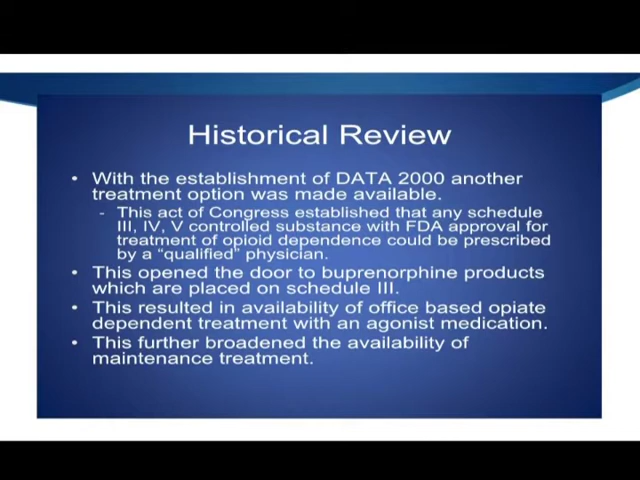 Historical Review
• With the establishment of DATA 2000 another
treatment option was made available.
- This act of Congress established that any schedule
III, IV, V controlled substance with FDA approval for
treatment of opioid dependence could be prescribed
by a “qualified” physician.
• This opened the door to buprenorphine products
which are placed on schedule III.
• This resulted in availability of office based opiate
dependent treatment with an agonist medication.
• This further broadened the availability of
maintenance treatment.